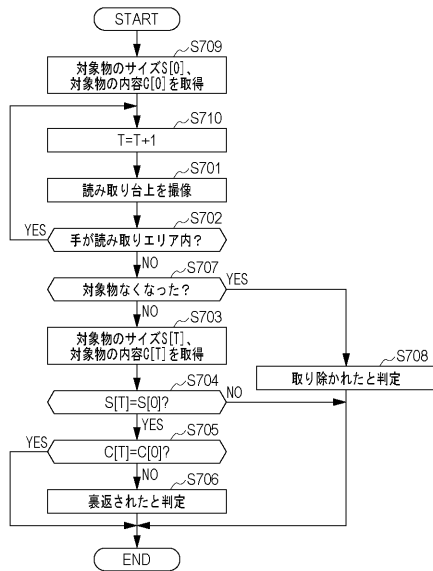 START
S709
対象物のサイズS[0]、
対象物の内容C[0]を取得
S710
T=T+1
S701
読み取り台上を撮像
S702
YES
手が読み取りエリア内?
NO
S707
YES
対象物なくなった?
NO
S703
対象物のサイズS[T]、
対象物の内容C[T]を取得
S708
取り除かれたと判定
S704
NO
S[T]=S[0]?
YES
S705
YES
C[T]=C[0]?
NO
S706
裏返されたと判定
END